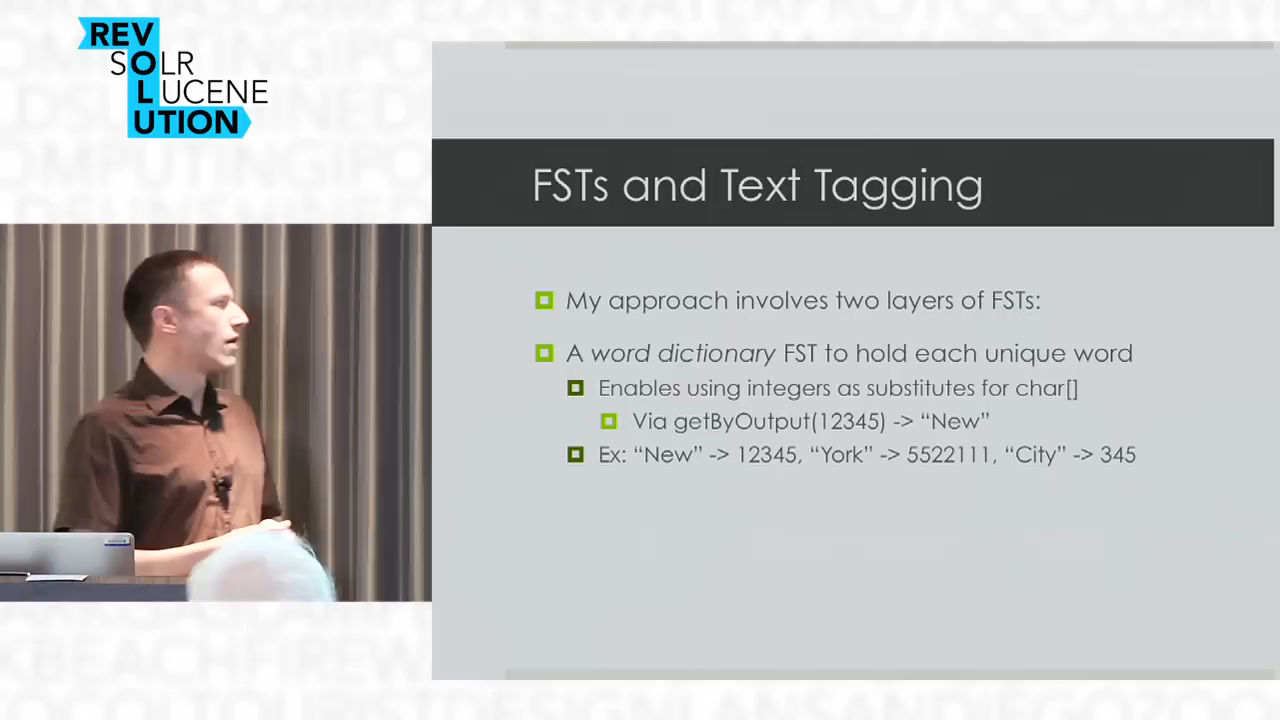 REV
SOLR
LUCENE
UTION
FSTs and Text Tagging
My approach involves two layers of FSTs:
A word dictionary FST to hold each unique word
Enables using integers as substitutes for char[]
Via getByOutput(12345) -> “New”
Ex: “New” -> 12345, “York” -> 5522111, “City” -> 345